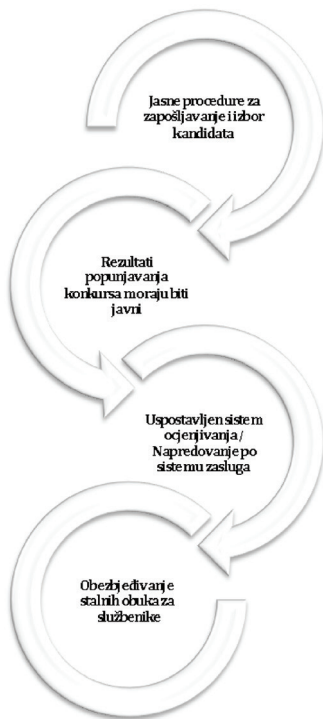 Jasne procedure za
zapošljavanje i izbor
kandidata
Rezultati
popunjavanja
konkursa moraju biti
javni
Uspostavljen sistem
ocjenjivanja /
Napredovanje po
sistemu zasluga
Obezbjeđivanje
stalnih obuka za
službenike